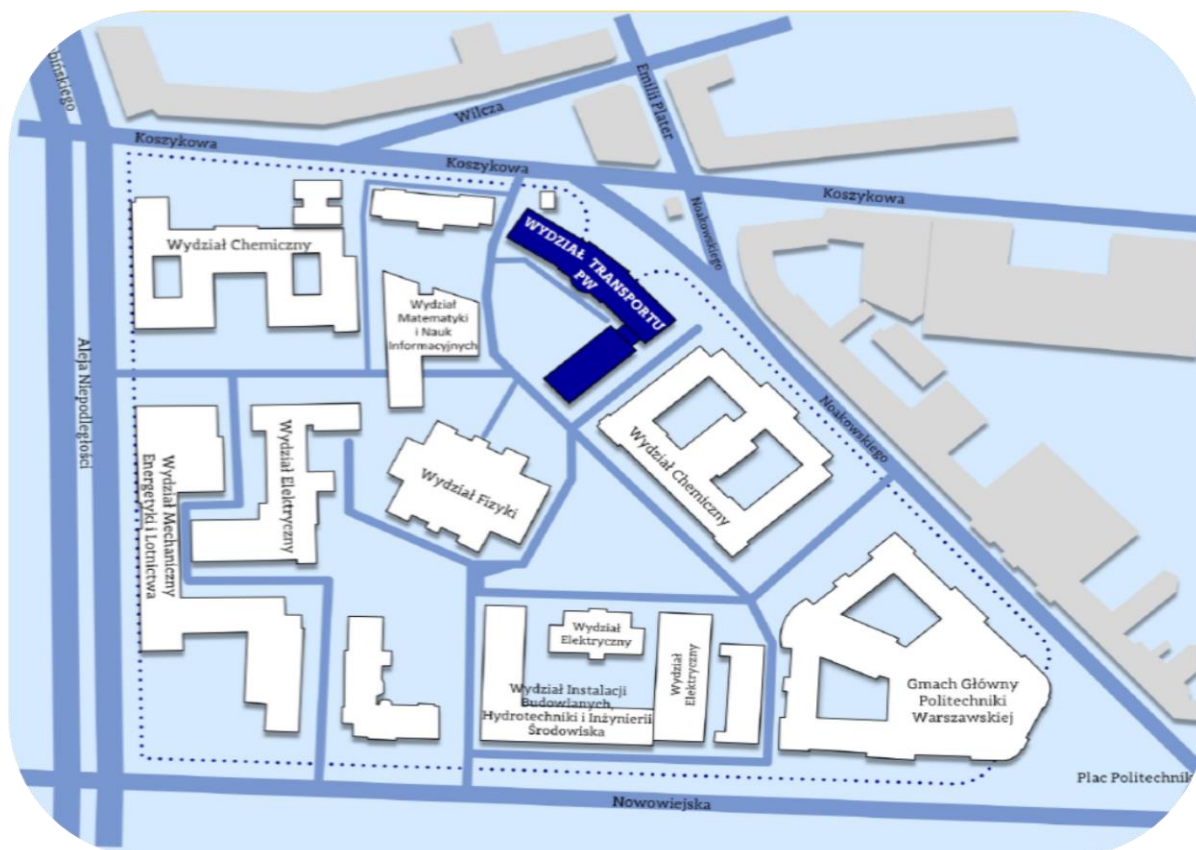 Koszykowa
Wilcza
Emilii Plater
Koszykowa
Koszykowa
Noakowskiego
Wydział Chemiczny
WYDZIAŁ TRANSPORTU
PW
Wydział
Matematyki
i Nauk
Informacyjnych
Aleja Niepodległości
Noakowskiego
Wydział Mechaniczny
Energetyki i Lotnictwa
Wydział Elektryczny
Wydział Fizyki
Wydział Chemiczny
Wydział
Elektryczny
Wydział
Elektryczny
Wydział Instalacji
Budowlanych,
Hydrotechniki i Inżynierii
Środowiska
Gmach Główny
Politechniki
Warszawskiej
Plac Politechnik
Nowowiejska